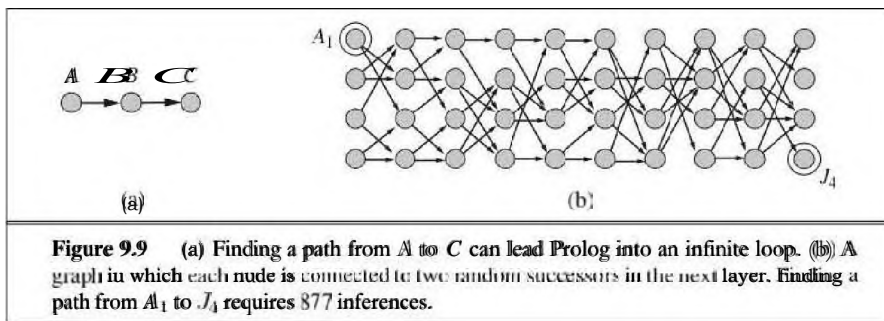 A B C
A₁
J₄
(a)
(b)
Figure 9.9 (a) Finding a path from A to C can lead Prolog into an infinite loop. (b) A
graph in which each node is connected to two random successors in the next layer. Finding a
path from A₁ to J₄ requires 877 inferences.